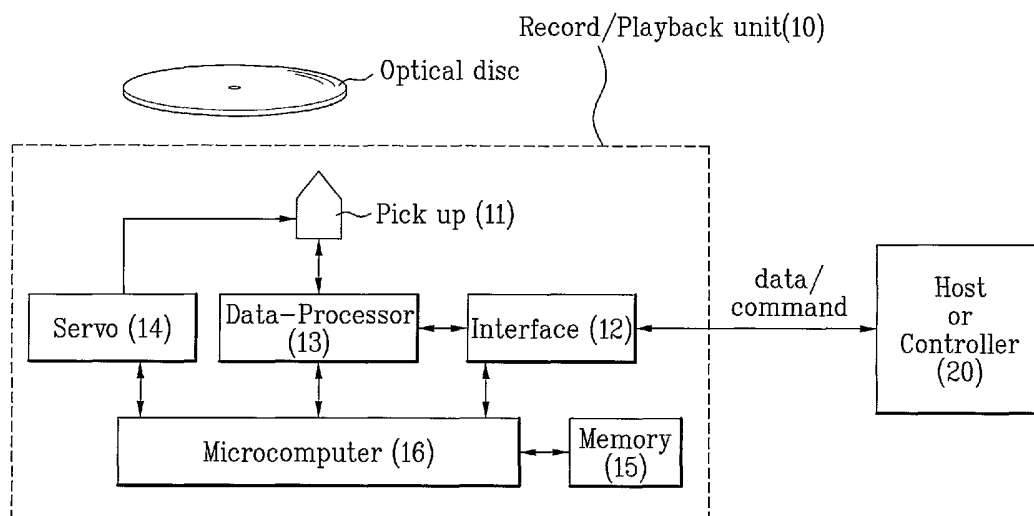 Record/Playback unit(10)
Optical disc
Pick up (11)
data/
command
Servo (14)
Data-Processor
(13)
Interface (12)
Host
or
Controller
(20)
Microcomputer (16)
Memory
(15)